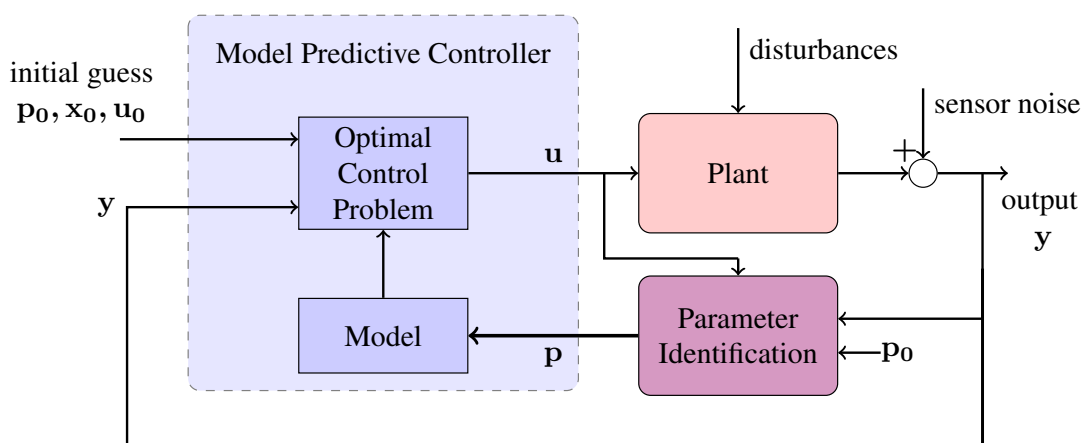 Model Predictive Controller
disturbances
initial guess
p₀, x₀, u₀
sensor noise
Optimal
Control
Problem
u
Plant
+
y
output
y
Model
p
Parameter
Identification
p₀